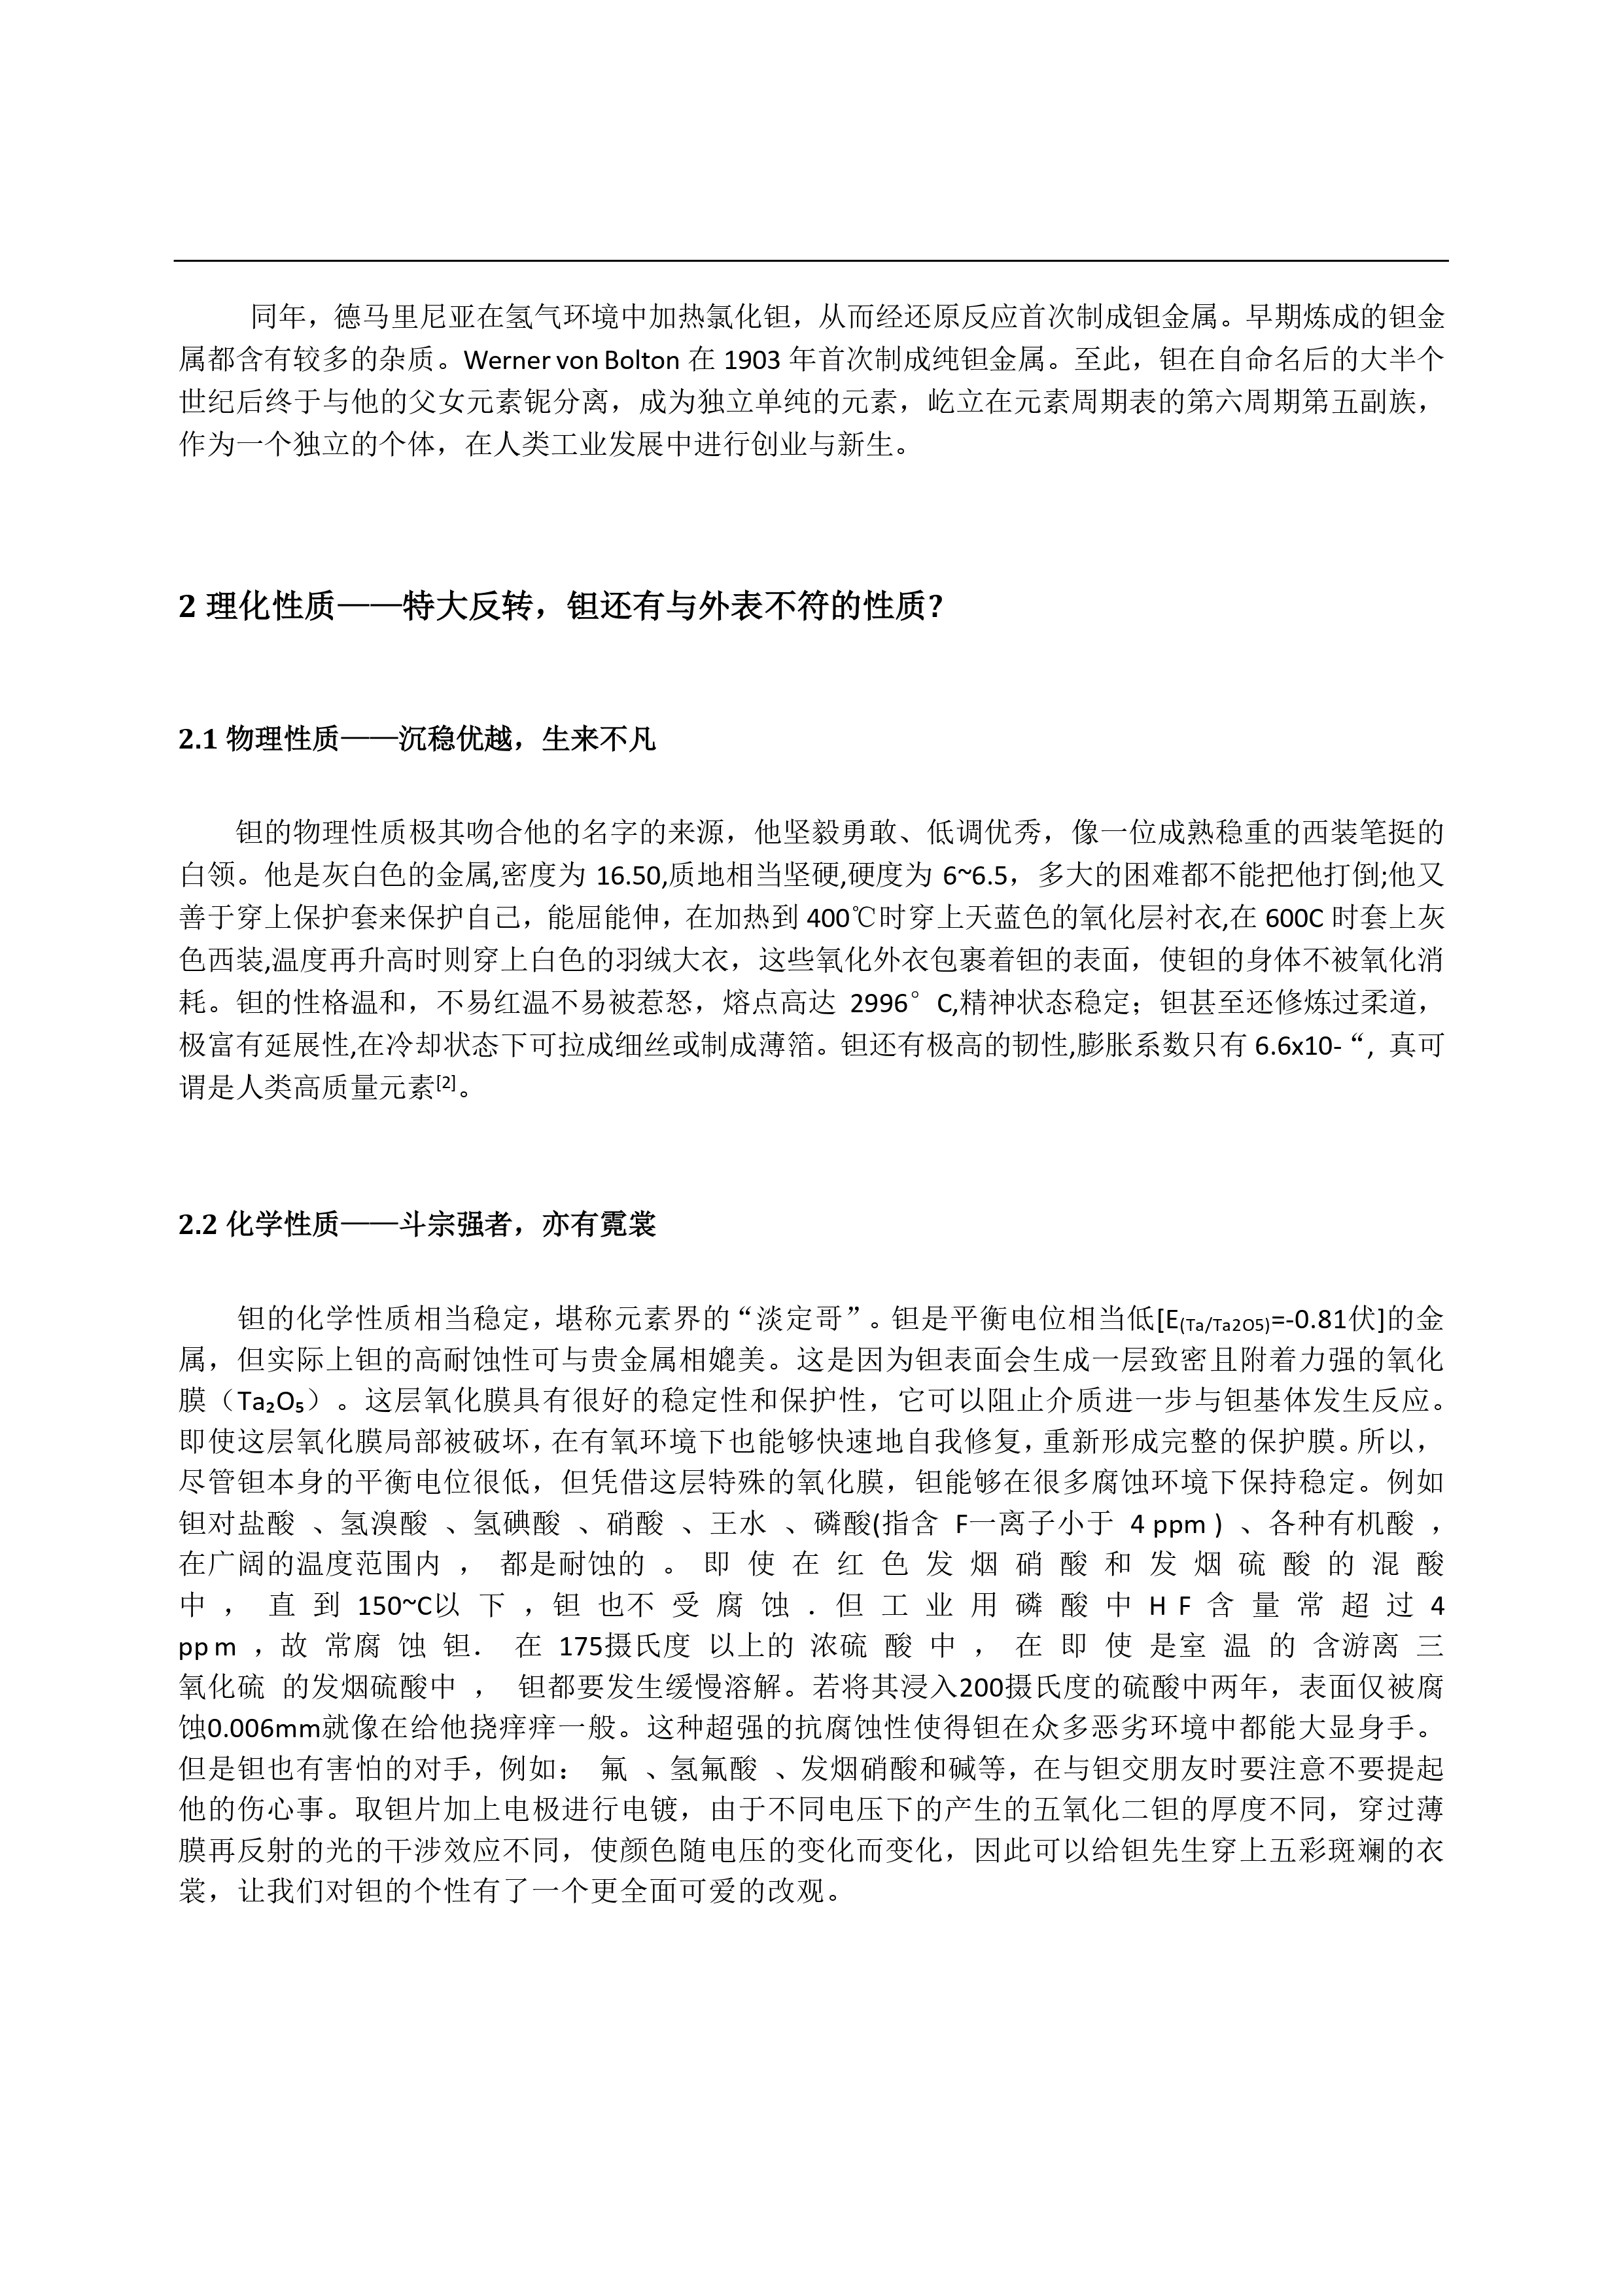 同年，德马里尼亚在氢气环境中加热氯化钽，从而经还原反应首次制成钽金属。早期炼成的钽金
属都含有较多的杂质。Werner von Bolton 在 1903 年首次制成纯钽金属。至此，钽在自命名后的大半个
世纪后终于与他的父女元素铌分离，成为独立单纯的元素，屹立在元素周期表的第六周期第五副族，
作为一个独立的个体，在人类工业发展中进行创业与新生。
2 理化性质——特大反转，钽还有与外表不符的性质?
2.1 物理性质——沉稳优越，生来不凡
钽的物理性质极其吻合他的名字的来源，他坚毅勇敢、低调优秀，像一位成熟稳重的西装笔挺的
白领。他是灰白色的金属,密度为 16.50,质地相当坚硬,硬度为 6~6.5，多大的困难都不能把他打倒;他又
善于穿上保护套来保护自己，能屈能伸，在加热到 400℃时穿上天蓝色的氧化层衬衣,在 600C 时套上灰
色西装,温度再升高时则穿上白色的羽绒大衣，这些氧化外衣包裹着钽的表面，使钽的身体不被氧化消
耗。钽的性格温和，不易红温不易被惹怒，熔点高达 2996°C,精神状态稳定；钽甚至还修炼过柔道，
极富有延展性,在冷却状态下可拉成细丝或制成薄箔。钽还有极高的韧性,膨胀系数只有 6.6x10- “, 真可
谓是人类高质量元素[2]。
2.2 化学性质——斗宗强者，亦有霓裳
钽的化学性质相当稳定，堪称元素界的“淡定哥”。钽是平衡电位相当低[E(Ta/Ta2O5)=-0.81伏]的金
属，但实际上钽的高耐蚀性可与贵金属相媲美。这是因为钽表面会生成一层致密且附着力强的氧化
膜（Ta₂O₅）。这层氧化膜具有很好的稳定性和保护性，它可以阻止介质进一步与钽基体发生反应。
即使这层氧化膜局部被破坏，在有氧环境下也能够快速地自我修复，重新形成完整的保护膜。所以，
尽管钽本身的平衡电位很低，但凭借这层特殊的氧化膜，钽能够在很多腐蚀环境下保持稳定。例如
钽对盐酸 、氢溴酸 、氢碘酸 、硝酸 、王水 、磷酸(指含 F一离子小于 4 ppm ) 、各种有机酸 ，
在广阔的温度范围内 ， 都是耐蚀的 。 即 使 在 红 色 发 烟 硝 酸 和 发 烟 硫 酸 的 混 酸
中 ， 直 到 150~C以 下 ，钽 也不 受 腐 蚀 . 但 工 业 用 磷 酸 中 H F 含 量 常 超 过 4
pp m ，故 常腐 蚀 钽. 在 175摄氏度 以上的 浓硫 酸 中 ， 在 即 使 是室 温 的 含游离 三
氧化硫 的发烟硫酸中 ， 钽都要发生缓慢溶解。若将其浸入200摄氏度的硫酸中两年，表面仅被腐
蚀0.006mm就像在给他挠痒痒一般。这种超强的抗腐蚀性使得钽在众多恶劣环境中都能大显身手。
但是钽也有害怕的对手，例如： 氟 、氢氟酸 、发烟硝酸和碱等，在与钽交朋友时要注意不要提起
他的伤心事。取钽片加上电极进行电镀，由于不同电压下的产生的五氧化二钽的厚度不同，穿过薄
膜再反射的光的干涉效应不同，使颜色随电压的变化而变化，因此可以给钽先生穿上五彩斑斓的衣
裳，让我们对钽的个性有了一个更全面可爱的改观。